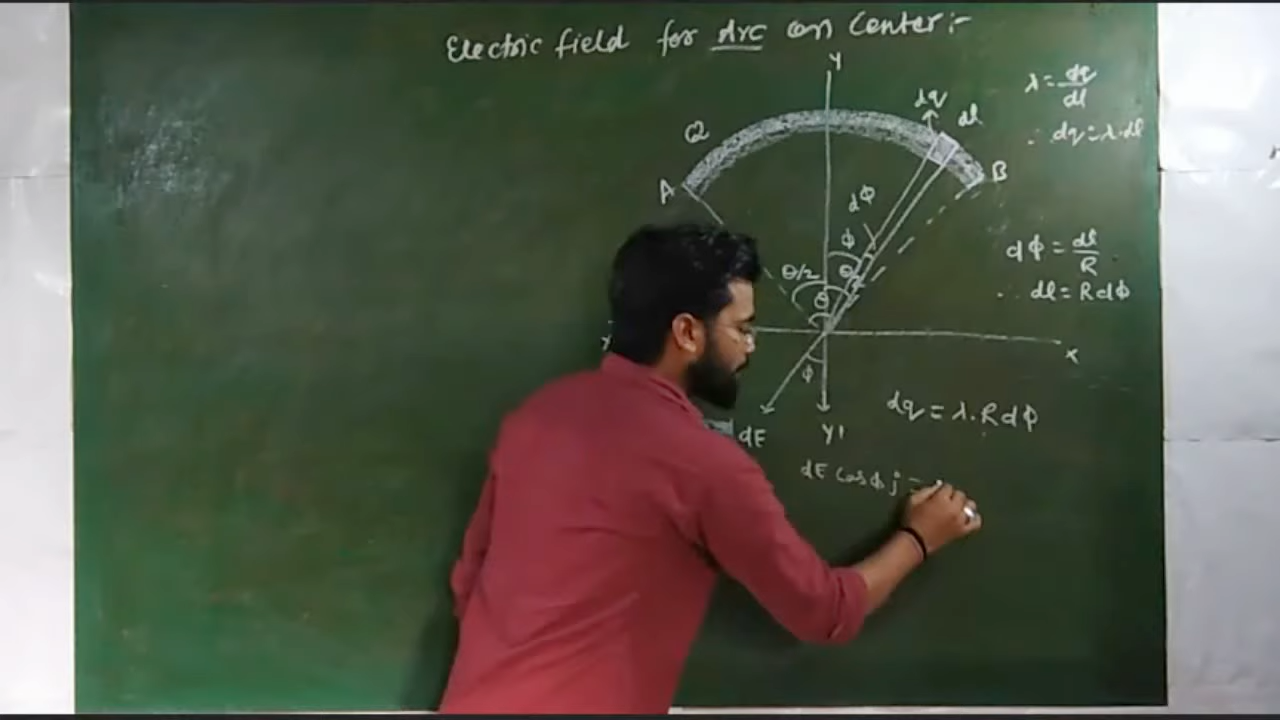 Electric field for Arc on Center:-
Y
λ = dq/dl
dq
dl
∴ dq = λ·dl
Q
A
B
dΦ
dΦ = dl/R
ϕ
θ/2
θ
∴ dl = R dΦ
θ
X
ϕ
dq = λ·R dϕ
dE
Y1
dE Cosϕ j =